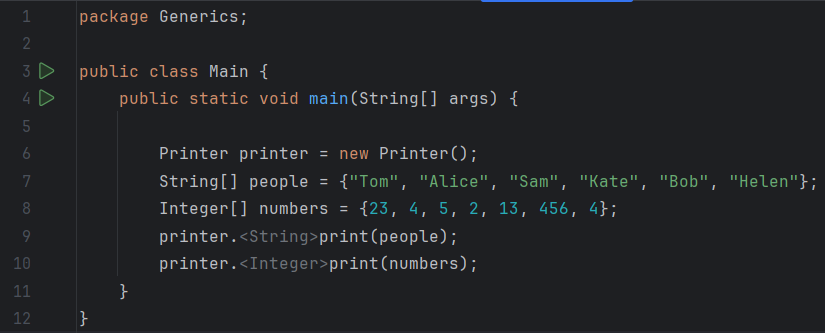 1 package Generics;
2
3 public class Main {
4 public static void main(String[] args) {
5
6 Printer printer = new Printer();
7 String[] people = {"Tom", "Alice", "Sam", "Kate", "Bob", "Helen"};
8 Integer[] numbers = {23, 4, 5, 2, 13, 456, 4};
9 printer.<String>print(people);
10 printer.<Integer>print(numbers);
11 }
12 }